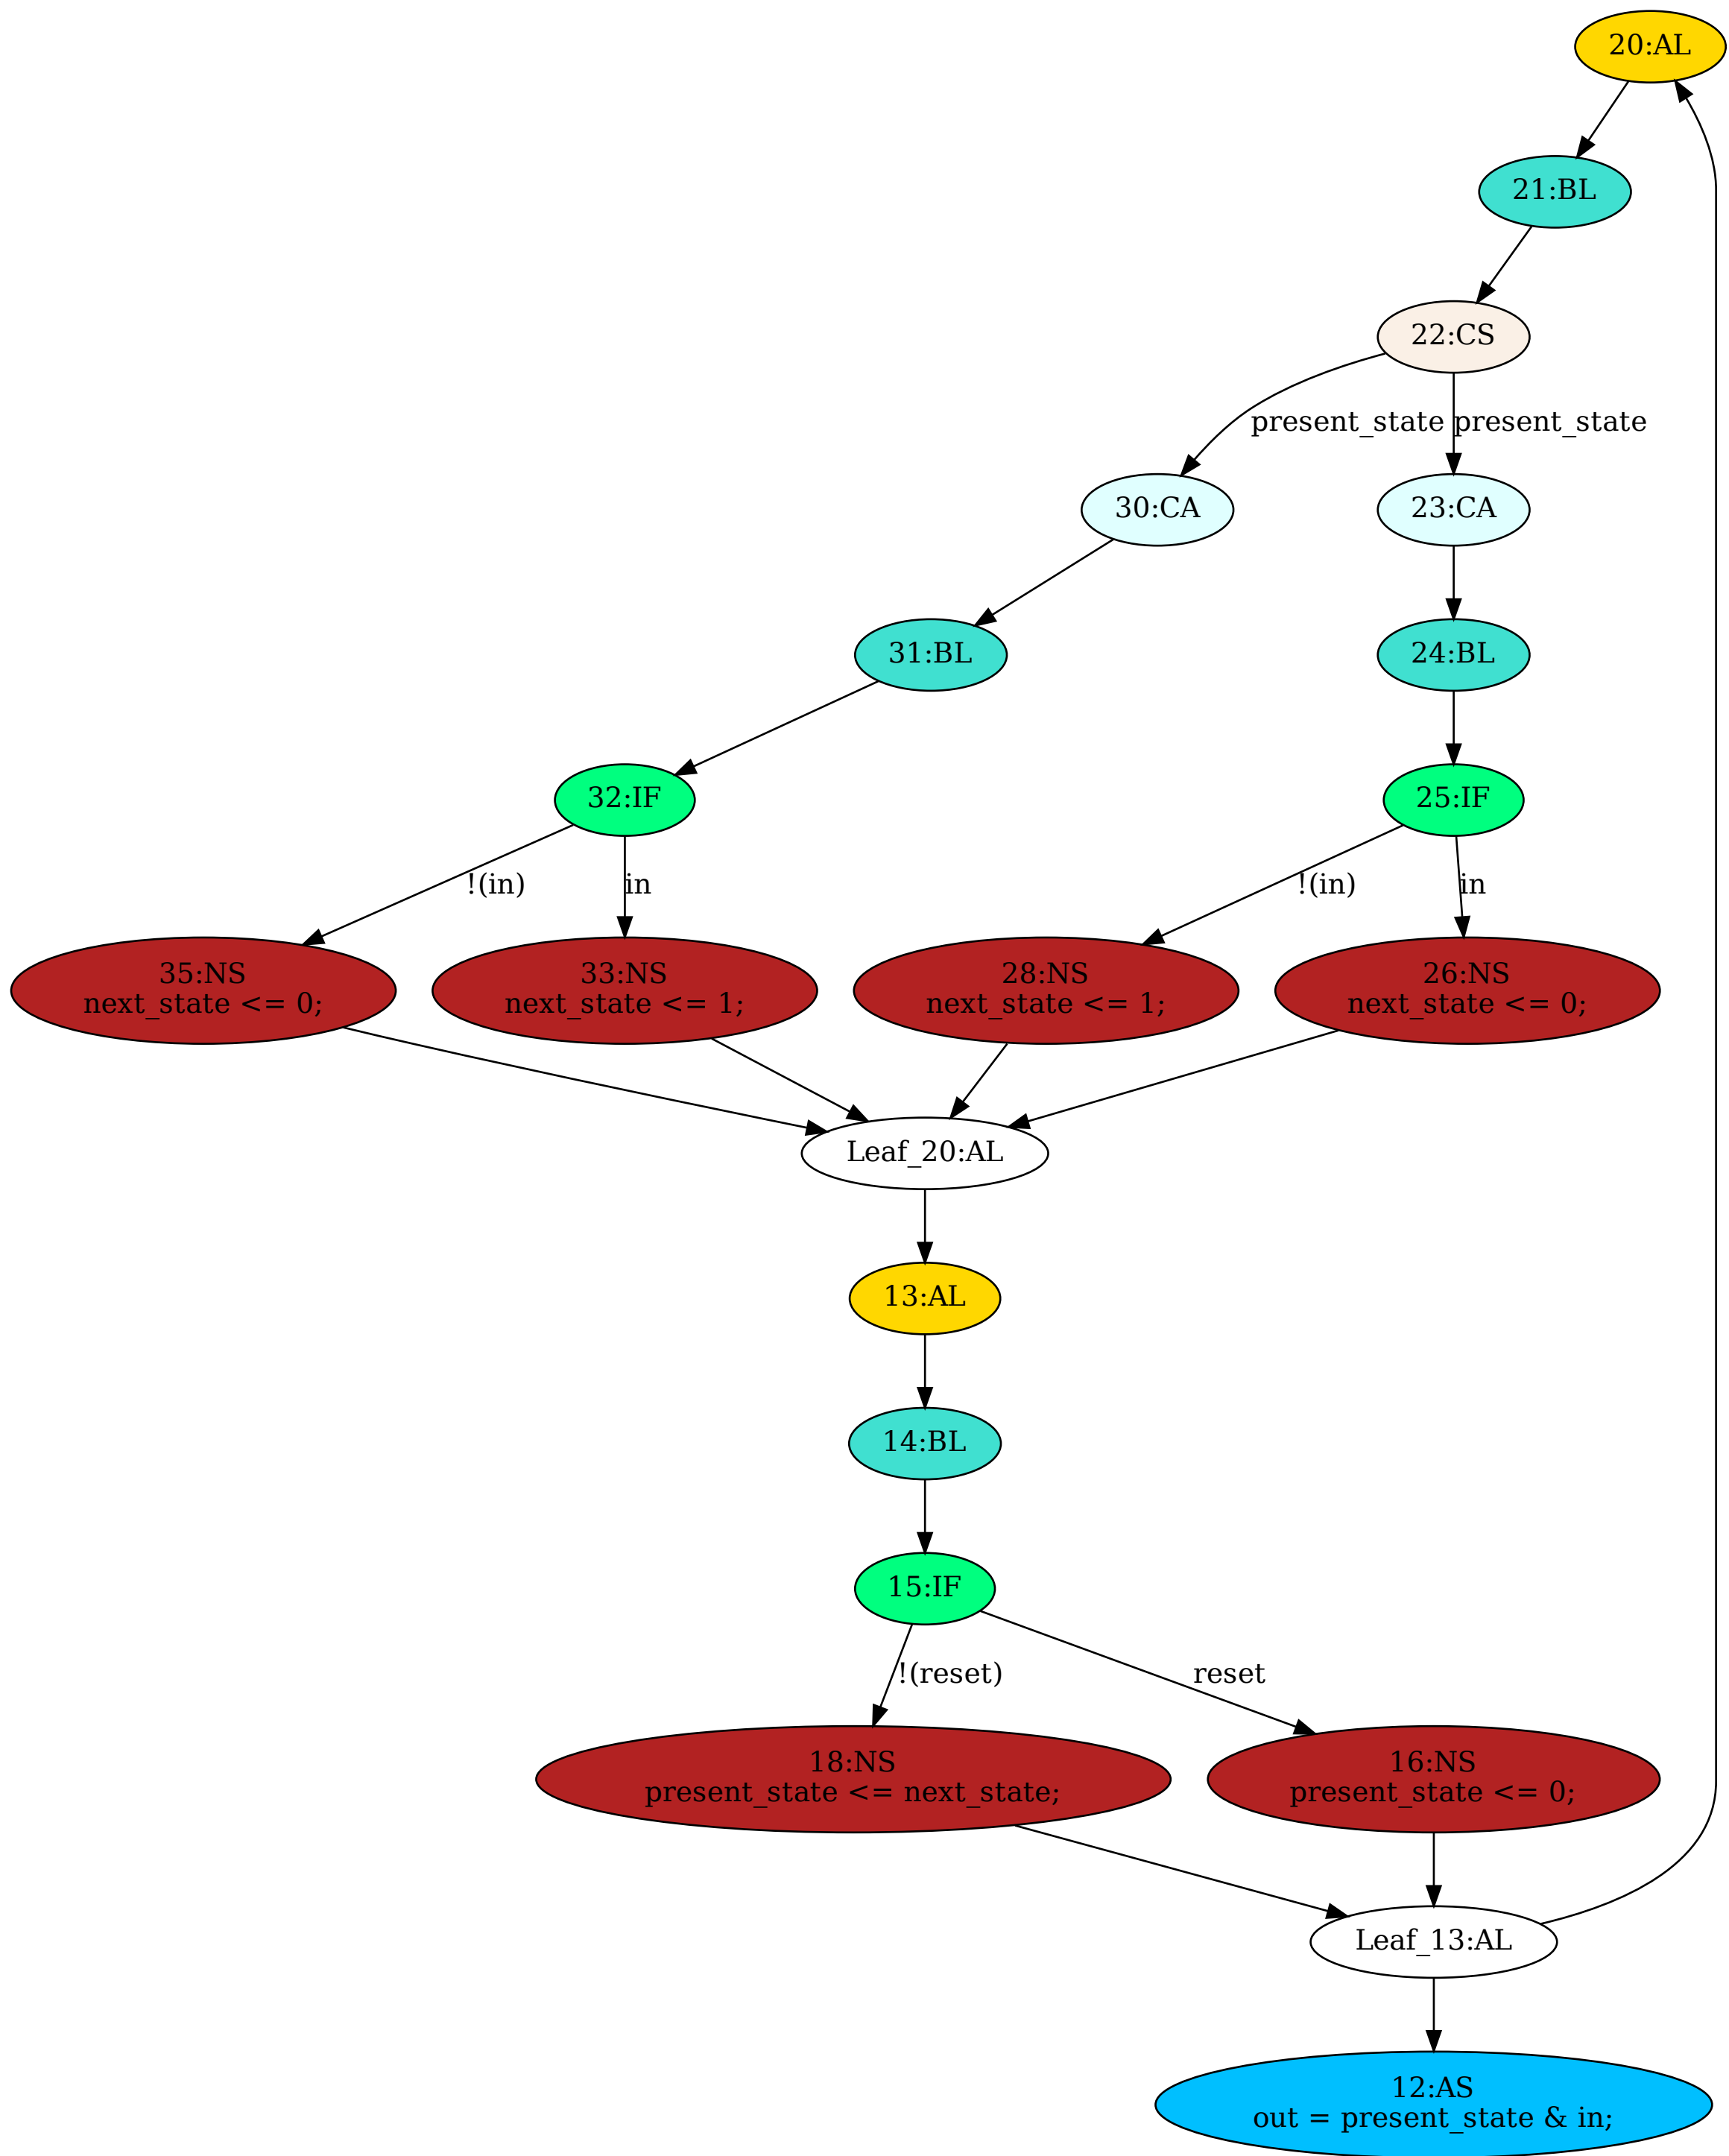 20:AL
21:BL
22:CS
present_state
present_state
30:CA
23:CA
31:BL
24:BL
32:IF
25:IF
!(in)
in
!(in)
in
35:NS
next_state <= 0;
33:NS
next_state <= 1;
28:NS
next_state <= 1;
26:NS
next_state <= 0;
Leaf_20:AL
13:AL
14:BL
15:IF
!(reset)
reset
18:NS
present_state <= next_state;
16:NS
present_state <= 0;
Leaf_13:AL
12:AS
out = present_state & in;